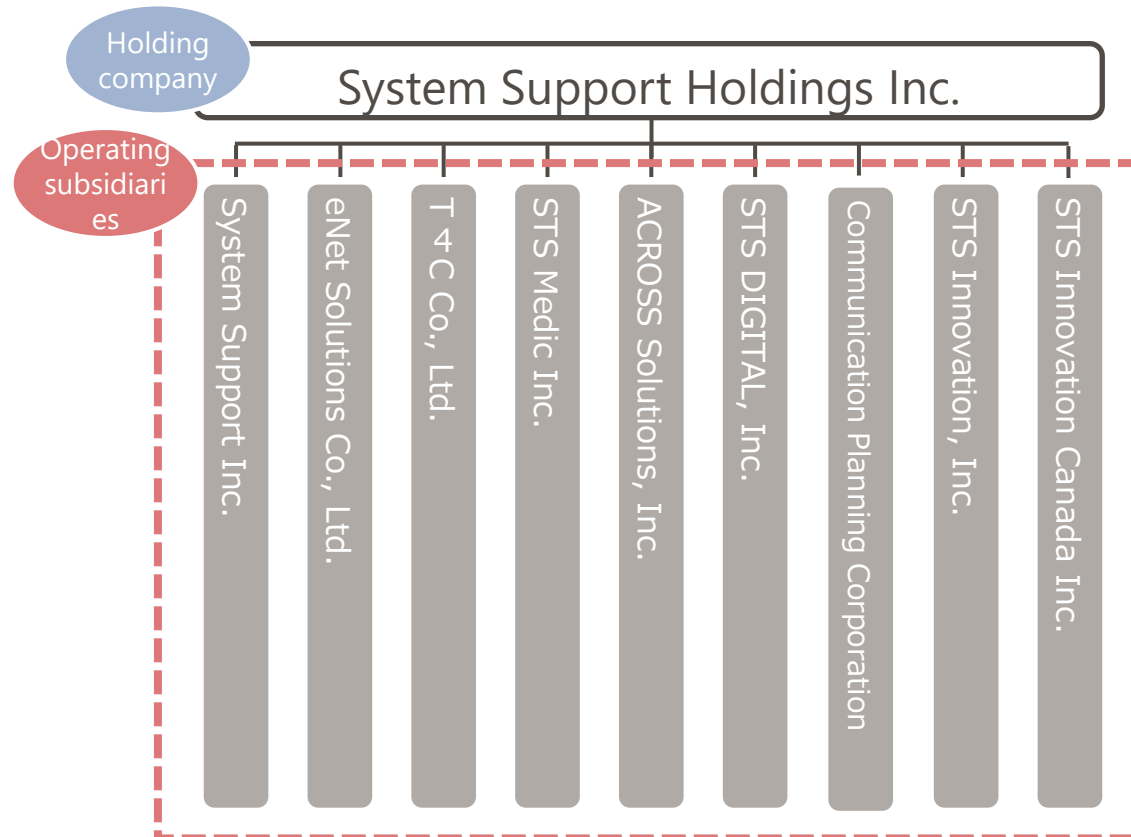 Holding
company
System Support Holdings Inc.
Operating
subsidiari
es
System Support Inc.
eNet Solutions Co., Ltd.
T4C Co., Ltd.
STS Medic Inc.
ACROSS Solutions, Inc.
STS DIGITAL, Inc.
Communication Planning Corporation
STS Innovation, Inc.
STS Innovation Canada Inc.